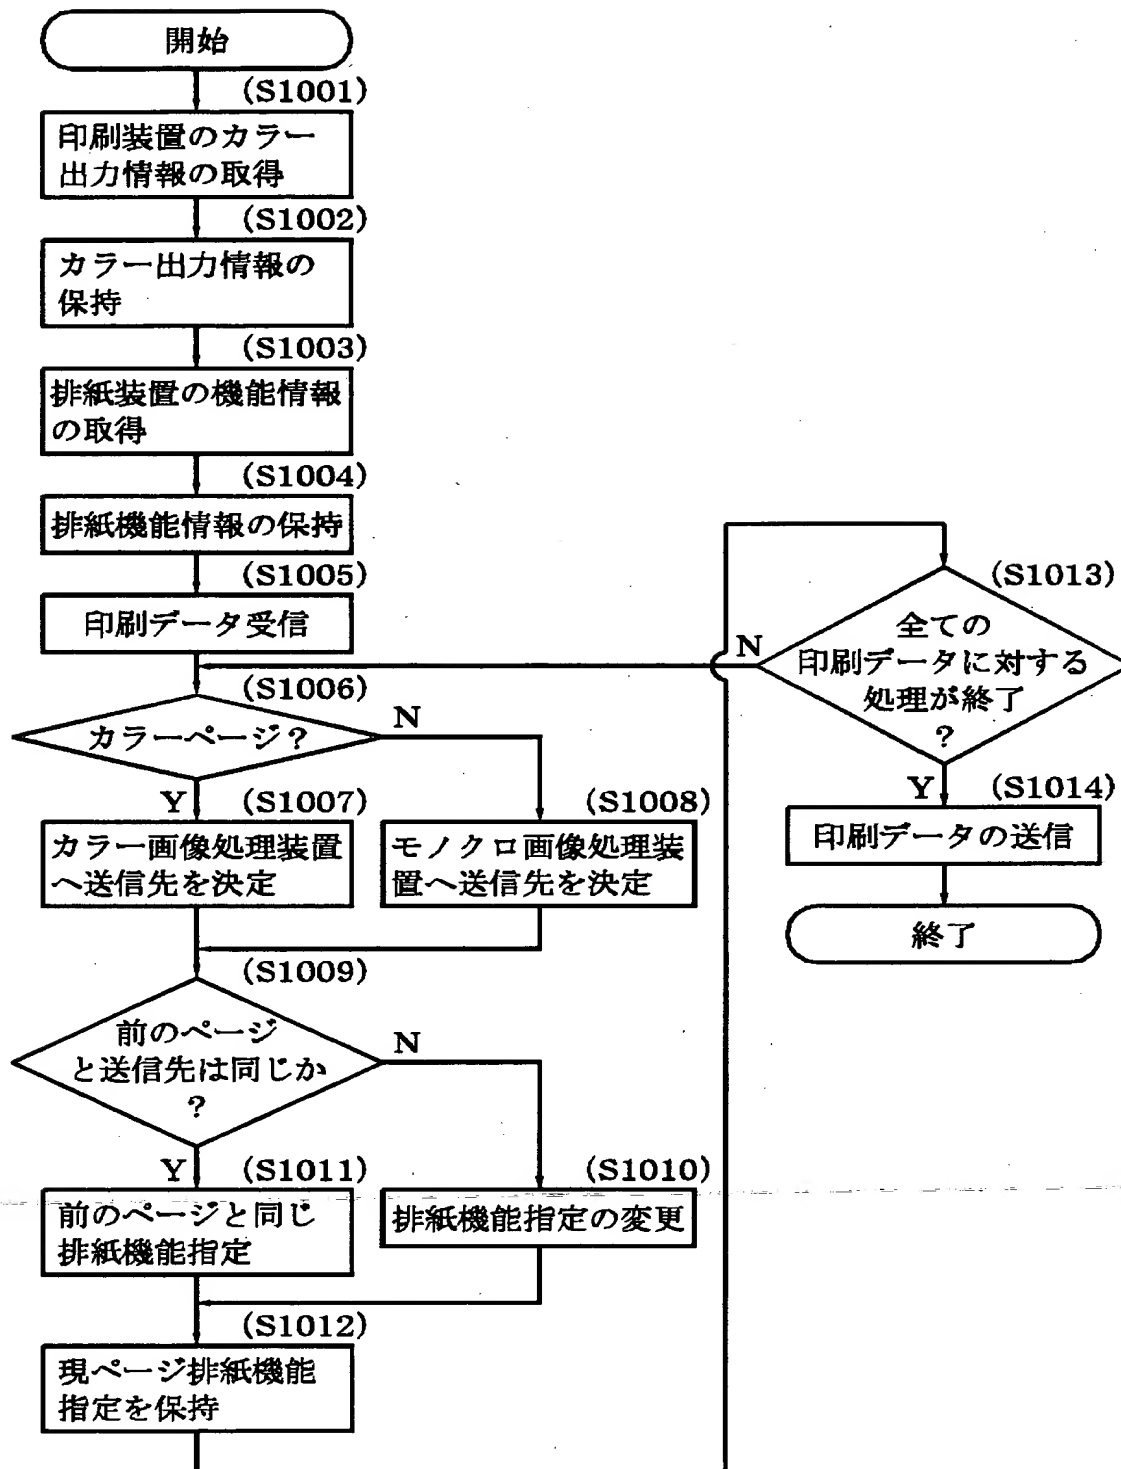 開始
(S1001)
印刷装置のカラー
出力情報の取得
(S1002)
カラー出力情報の
保持
(S1003)
排紙装置の機能情報
の取得
(S1004)
排紙機能情報の保持
(S1005)
印刷データ受信
(S1006)
カラーページ?
N
Y
(S1007)
カラー画像処理装置
へ送信先を決定
(S1008)
モノクロ画像処理装
置へ送信先を決定
(S1009)
前のページ
と送信先は同じか
?
N
Y
(S1011)
前のページと同じ
排紙機能指定
(S1010)
排紙機能指定の変更
(S1012)
現ページ排紙機能
指定を保持
(S1013)
全ての
印刷データに対する
処理が終了
?
N
Y
(S1014)
印刷データの送信
終了